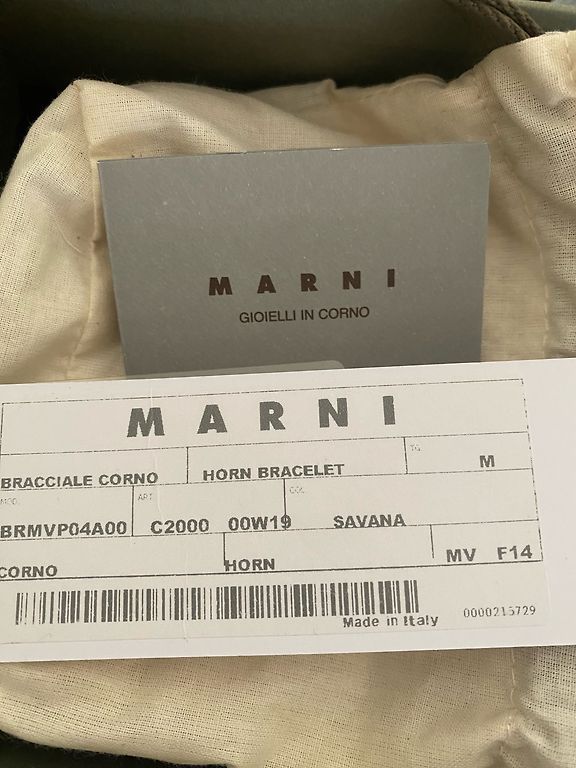 MARNI
GIOIELLI IN CORNO
MARNI
BRACCIALE CORNO HORN BRACELET TG. M
MOD. ART. COL.
BRMVP04A00 C2000 00W19 SAVANA
CORNO HORN MV F14
Made in Italy 0000215729